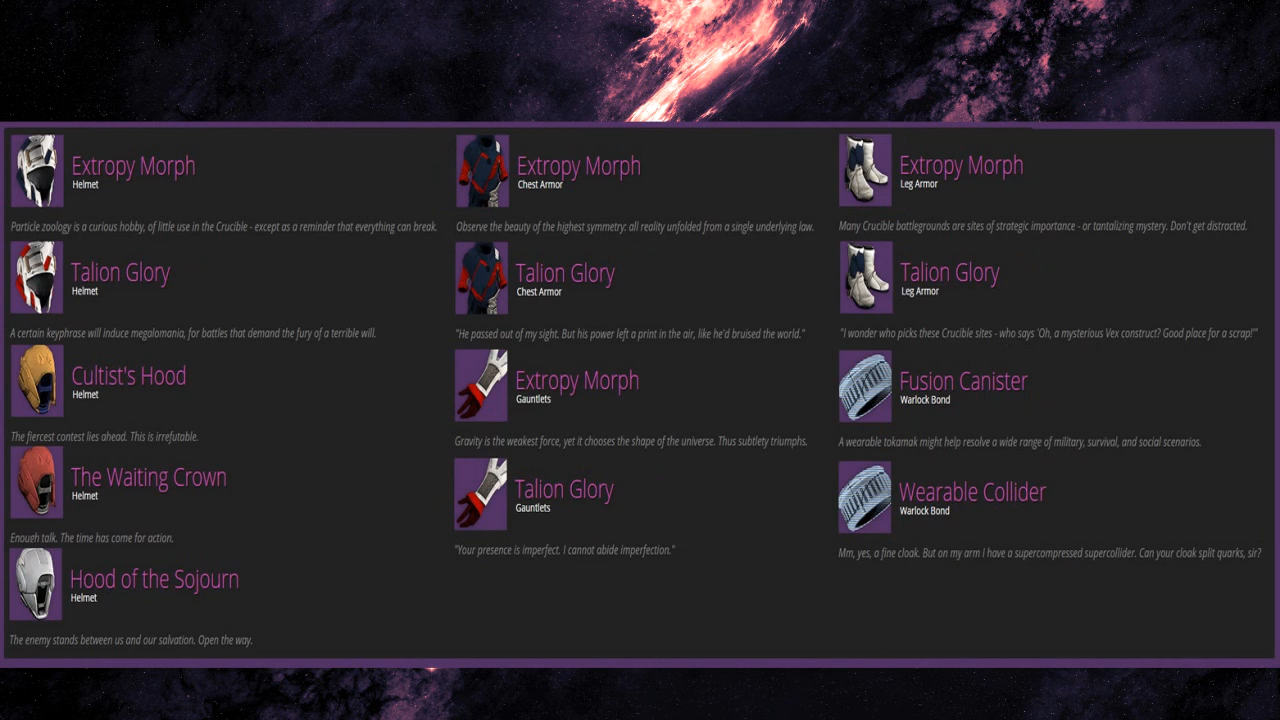 Extropy Morph
Helmet
Particle zoology is a curious hobby, of little use in the Crucible - except as a reminder that everything can break.
Talion Glory
Helmet
A certain keyphrase will induce megalomania, for battles that demand the fury of a terrible will.
Cultist's Hood
Helmet
The fiercest contest lies ahead. This is irrefutable.
The Waiting Crown
Helmet
Enough talk. The time has come for action.
Hood of the Sojourn
Helmet
The enemy stands between us and our salvation. Open the way.
Extropy Morph
Chest Armor
Observe the beauty of the highest symmetry: all reality unfolded from a single underlying law.
Talion Glory
Chest Armor
"He passed out of my sight. But his power left a print in the air, like he'd bruised the world."
Extropy Morph
Gauntlets
Gravity is the weakest force, yet it chooses the shape of the universe. Thus subtlety triumphs.
Talion Glory
Gauntlets
"Your presence is imperfect. I cannot abide imperfection."
Extropy Morph
Leg Armor
Many Crucible battlegrounds are sites of strategic importance - or tantalizing mystery. Don't get distracted.
Talion Glory
Leg Armor
"I wonder who picks these Crucible sites - who says 'Oh, a mysterious Vex construct? Good place for a scrap!'"
Fusion Canister
Warlock Bond
A wearable tokamak might help resolve a wide range of military, survival, and social scenarios.
Wearable Collider
Warlock Bond
Mm, yes, a fine cloak. But on my arm I have a supercompressed supercollider. Can your cloak split quarks, sir?